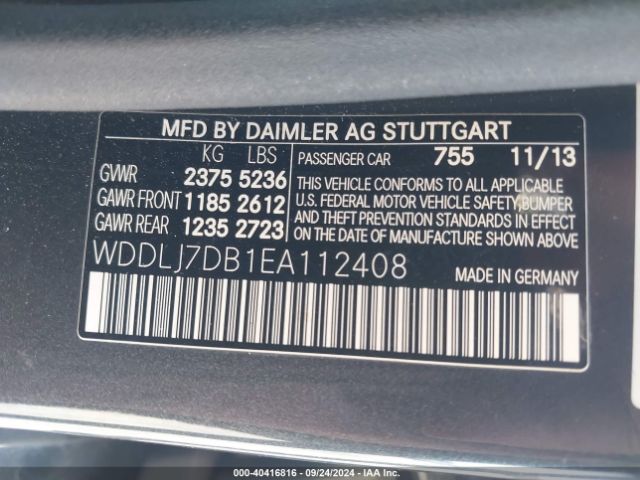 MFD BY DAIMLER AG STUTTGART
KG LBS
GVWR 2375 5236
GAWR FRONT 1185 2612
GAWR REAR 1235 2723
PASSENGER CAR 755 11/13
THIS VEHICLE CONFORMS TO ALL APPLICABLE
U.S. FEDERAL MOTOR VEHICLE SAFETY,BUMPER
AND THEFT PREVENTION STANDARDS IN EFFECT
ON THE DATE OF MANUFACTURE SHOWN ABOVE.
WDDLJ7DB1EA112408
MADE IN GERMANY
000-40416816 - 09/24/2024 - IAA Inc.